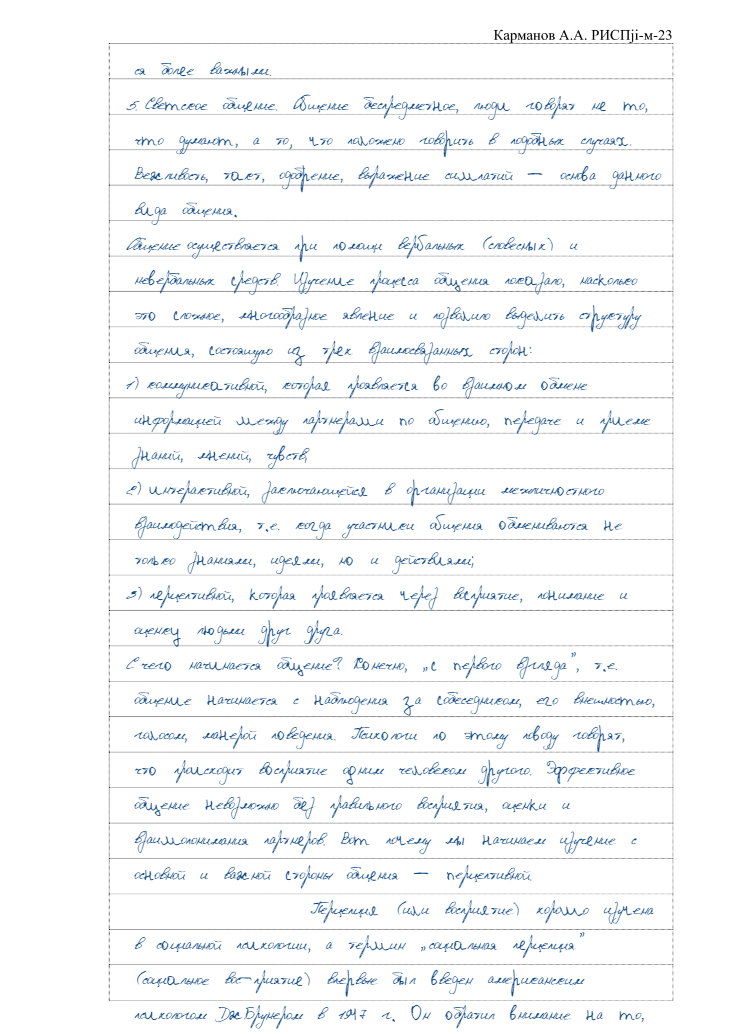 Карманов А.А. РИСПji-м-23
ся более важными.
5. Светское общение. Общение беспредметное, люди говорят не то,
что думают, а то, что положено говорить в подобных случаях.
Вежливость, такт, одобрение, выражение симпатий — основа данного
вида общения.
Общение осуществляется при помощи вербальных (словесных) и
невербальных средств. Изучение процесса общения показало, насколько
это сложное, многообразное явление и позволило выделить структуру
общения, состоящую из трех взаимосвязанных сторон:
1) коммуникативной, которая проявляется во взаимном обмене
информацией между партнерами по общению, передаче и приеме
знаний, мнений, чувств;
2) интерактивной, заключающейся в организации межличностного
взаимодействия, т.е. когда участники общения обмениваются не
только знаниями, идеями, но и действиями;
3) перцептивной, которая проявляется через восприятие, понимание и
оценку людьми друг друга.
С чего начинается общение? Конечно, „с первого взгляда”, т.е.
общение начинается с наблюдения за собеседником, его внешностью,
голосом, манерой поведения. Психологи по этому поводу говорят,
что происходит восприятие одним человеком другого. Эффективное
общение невозможно без правильного восприятия, оценки и
взаимопонимания партнеров. Вот почему мы начинаем изучение с
основной и важной стороны общения — перцептивной
Перцепция (или восприятие) хорошо изучена
в социальной психологии, а термин „социальная перцепция”
(социальное вос-приятие) впервые был введен американским
психологом Дж. Брунером в 1947 г. Он обратил внимание на то,